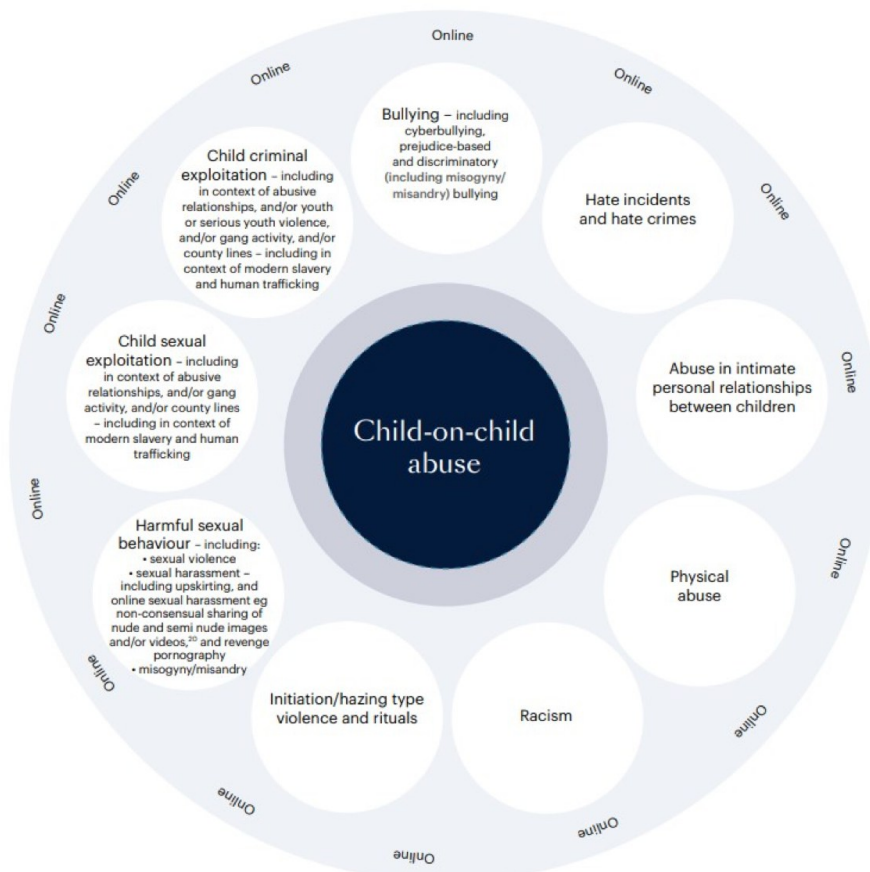 Online
Online
Online
Online
Online
Online
Online
Online
Online
Online
Online
Online
Online
Online
Bullying – including
cyberbullying,
prejudice-based
and discriminatory
(including misogyny/
misandry) bullying
Hate incidents
and hate crimes
Abuse in intimate
personal relationships
between children
Physical
abuse
Racism
Initiation/hazing type
violence and rituals
Harmful sexual
behaviour – including:
• sexual violence
• sexual harassment –
including upskirting, and
online sexual harassment eg
non-consensual sharing of
nude and semi nude images
and/or videos,²⁰ and revenge
pornography
• misogyny/misandry
Child sexual
exploitation – including
in context of abusive
relationships, and/or gang
activity, and/or county lines
– including in context of
modern slavery and human
trafficking
Child criminal
exploitation – including
in context of abusive
relationships, and/or youth
or serious youth violence,
and/or gang activity, and/or
county lines – including in
context of modern slavery
and human trafficking
Child-on-child
abuse